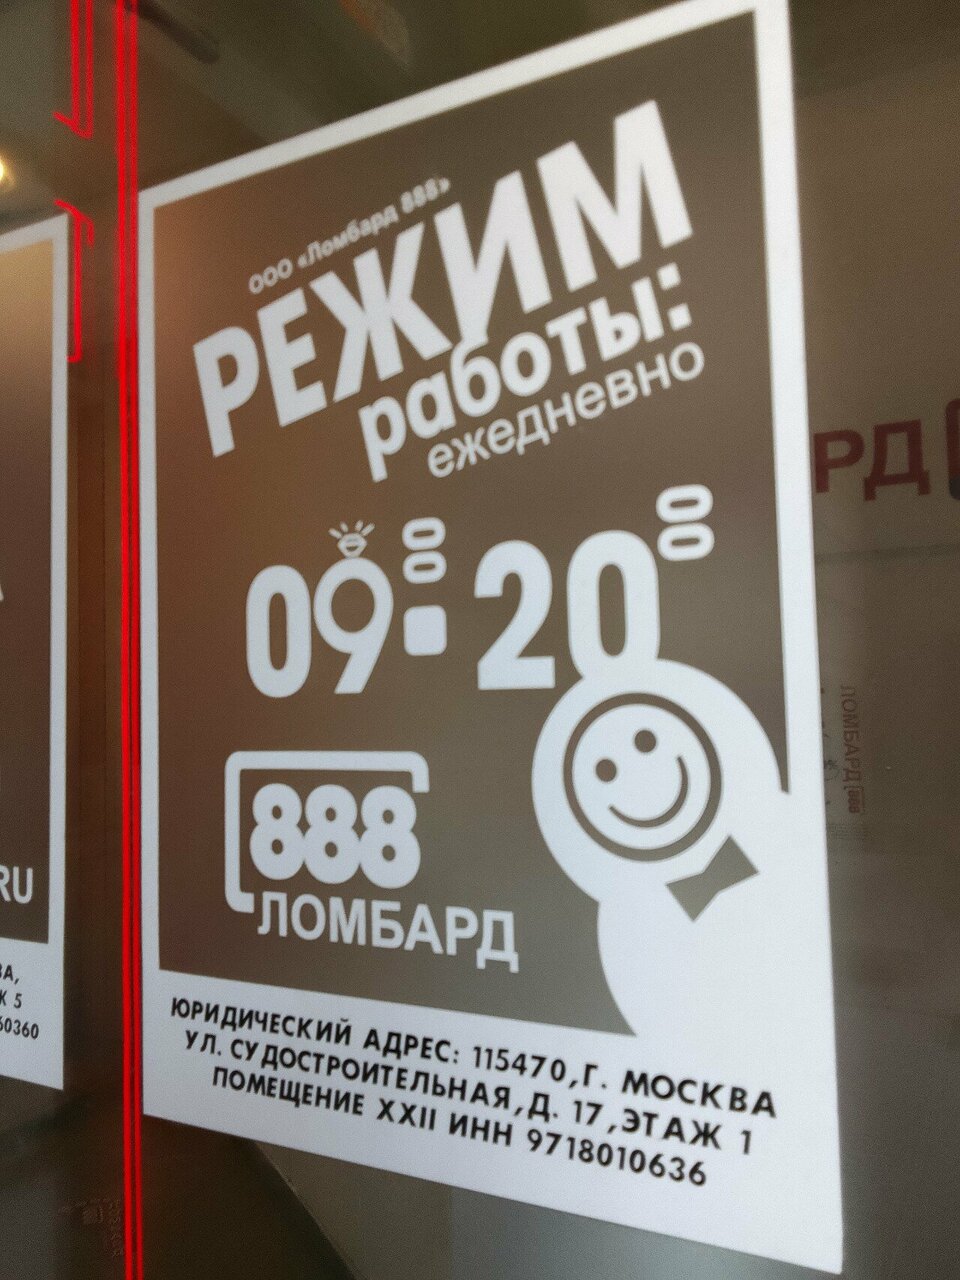 ООО «Ломбард 888»
РЕЖИМ
работы:
ежедневно
09:00 20:00
888
ЛОМБАРД
ЮРИДИЧЕСКИЙ АДРЕС: 115470, Г. МОСКВА
УЛ. СУДОСТРОИТЕЛЬНАЯ, Д. 17, ЭТАЖ 1
ПОМЕЩЕНИЕ XXII ИНН 9718010636
RU
ВА,
Ж 5
60360
РД
ЛОМБАРД 888